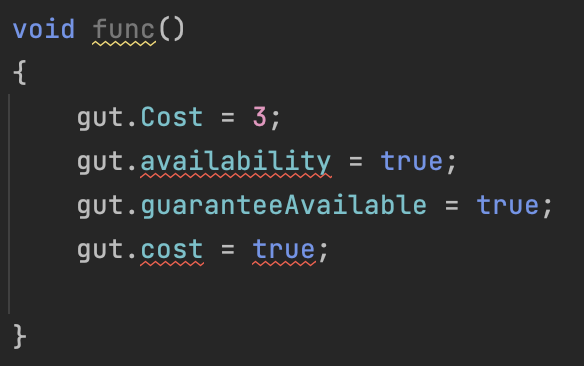 void func()
{
gut.Cost = 3;
gut.availability = true;
gut.guaranteeAvailable = true;
gut.cost = true;
}